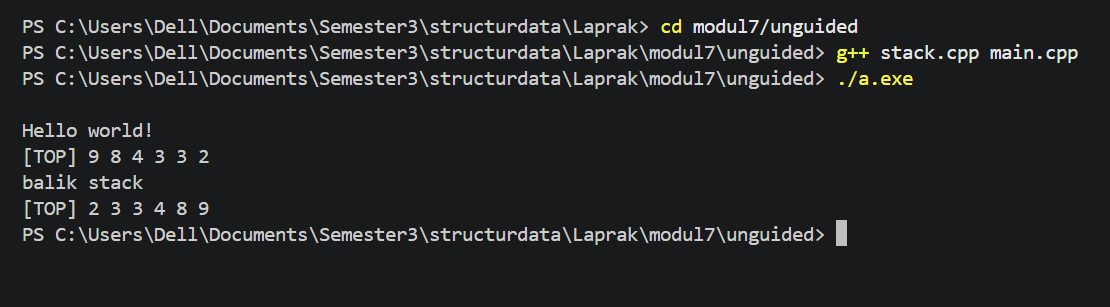 PS C:\Users\Dell\Documents\Semester3\structurdata\Laprak> cd modul7/unguided
PS C:\Users\Dell\Documents\Semester3\structurdata\Laprak\modul7\unguided> g++ stack.cpp main.cpp
PS C:\Users\Dell\Documents\Semester3\structurdata\Laprak\modul7\unguided> ./a.exe
Hello world!
[TOP] 9 8 4 3 3 2
balik stack
[TOP] 2 3 3 4 8 9
PS C:\Users\Dell\Documents\Semester3\structurdata\Laprak\modul7\unguided>